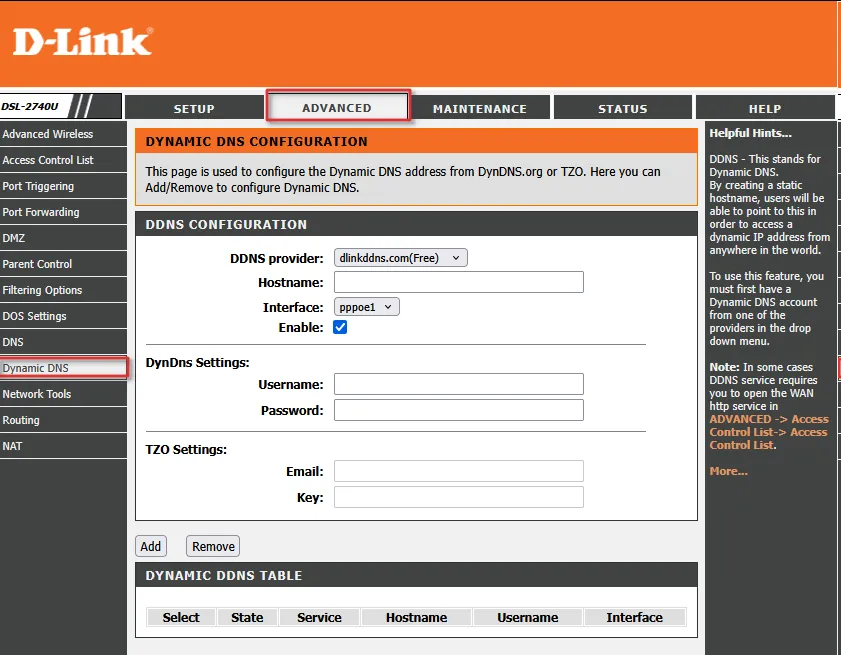 D-Link®
DSL-2740U
SETUP
ADVANCED
MAINTENANCE
STATUS
HELP
Advanced Wireless
Access Control List
Port Triggering
Port Forwarding
DMZ
Parent Control
Filtering Options
DOS Settings
DNS
Dynamic DNS
Network Tools
Routing
NAT
DYNAMIC DNS CONFIGURATION
This page is used to configure the Dynamic DNS address from DynDNS.org or TZO. Here you can
Add/Remove to configure Dynamic DNS.
DDNS CONFIGURATION
DDNS provider: dlinkddns.com(Free)
Hostname:
Interface: pppoe1
Enable:
DynDns Settings:
Username:
Password:
TZO Settings:
Email:
Key:
Add Remove
DYNAMIC DDNS TABLE
Select State Service Hostname Username Interface
Helpful Hints...
DDNS - This stands for
Dynamic DNS.
By creating a static
hostname, users will be
able to point to this in
order to access a
dynamic IP address from
anywhere in the world.
To use this feature, you
must first have a
Dynamic DNS account
from one of the
providers in the drop
down menu.
Note: In some cases
DDNS service requires
you to open the WAN
http service in
ADVANCED -> Access
Control List-> Access
Control List.
More...